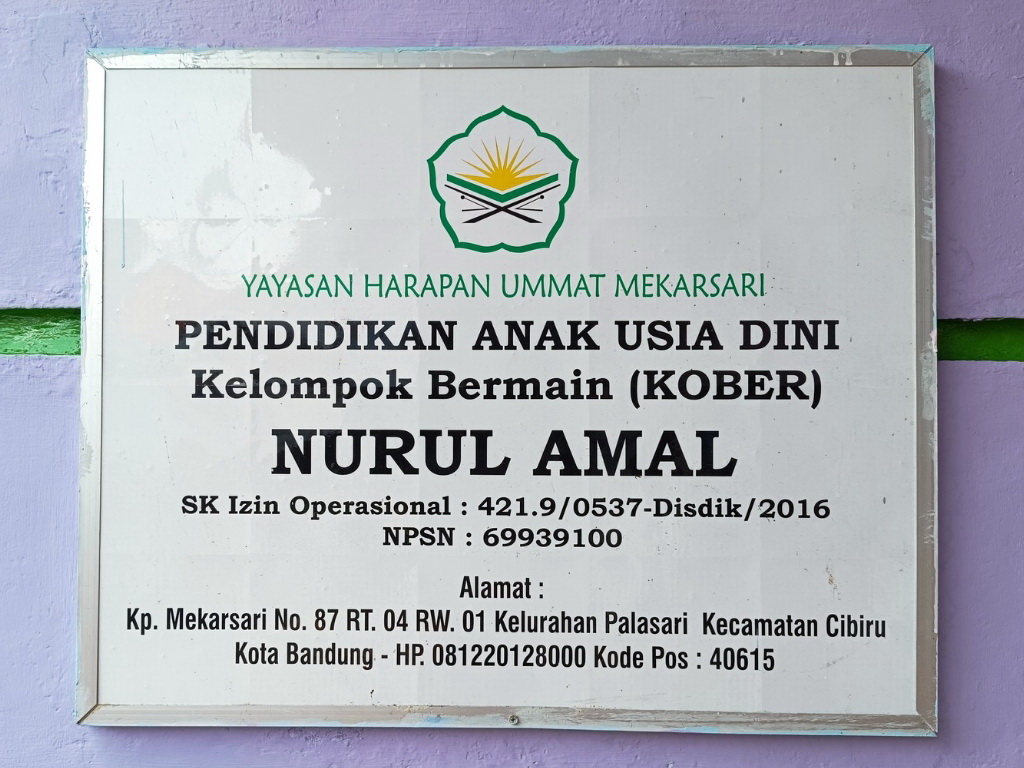 YAYASAN HARAPAN UMMAT MEKARSARI
PENDIDIKAN ANAK USIA DINI
Kelompok Bermain (KOBER)
NURUL AMAL
SK Izin Operasional : 421.9/0537-Disdik/2016
NPSN : 69939100
Alamat :
Kp. Mekarsari No. 87 RT. 04 RW. 01 Kelurahan Palasari Kecamatan Cibiru
Kota Bandung - HP. 081220128000 Kode Pos : 40615